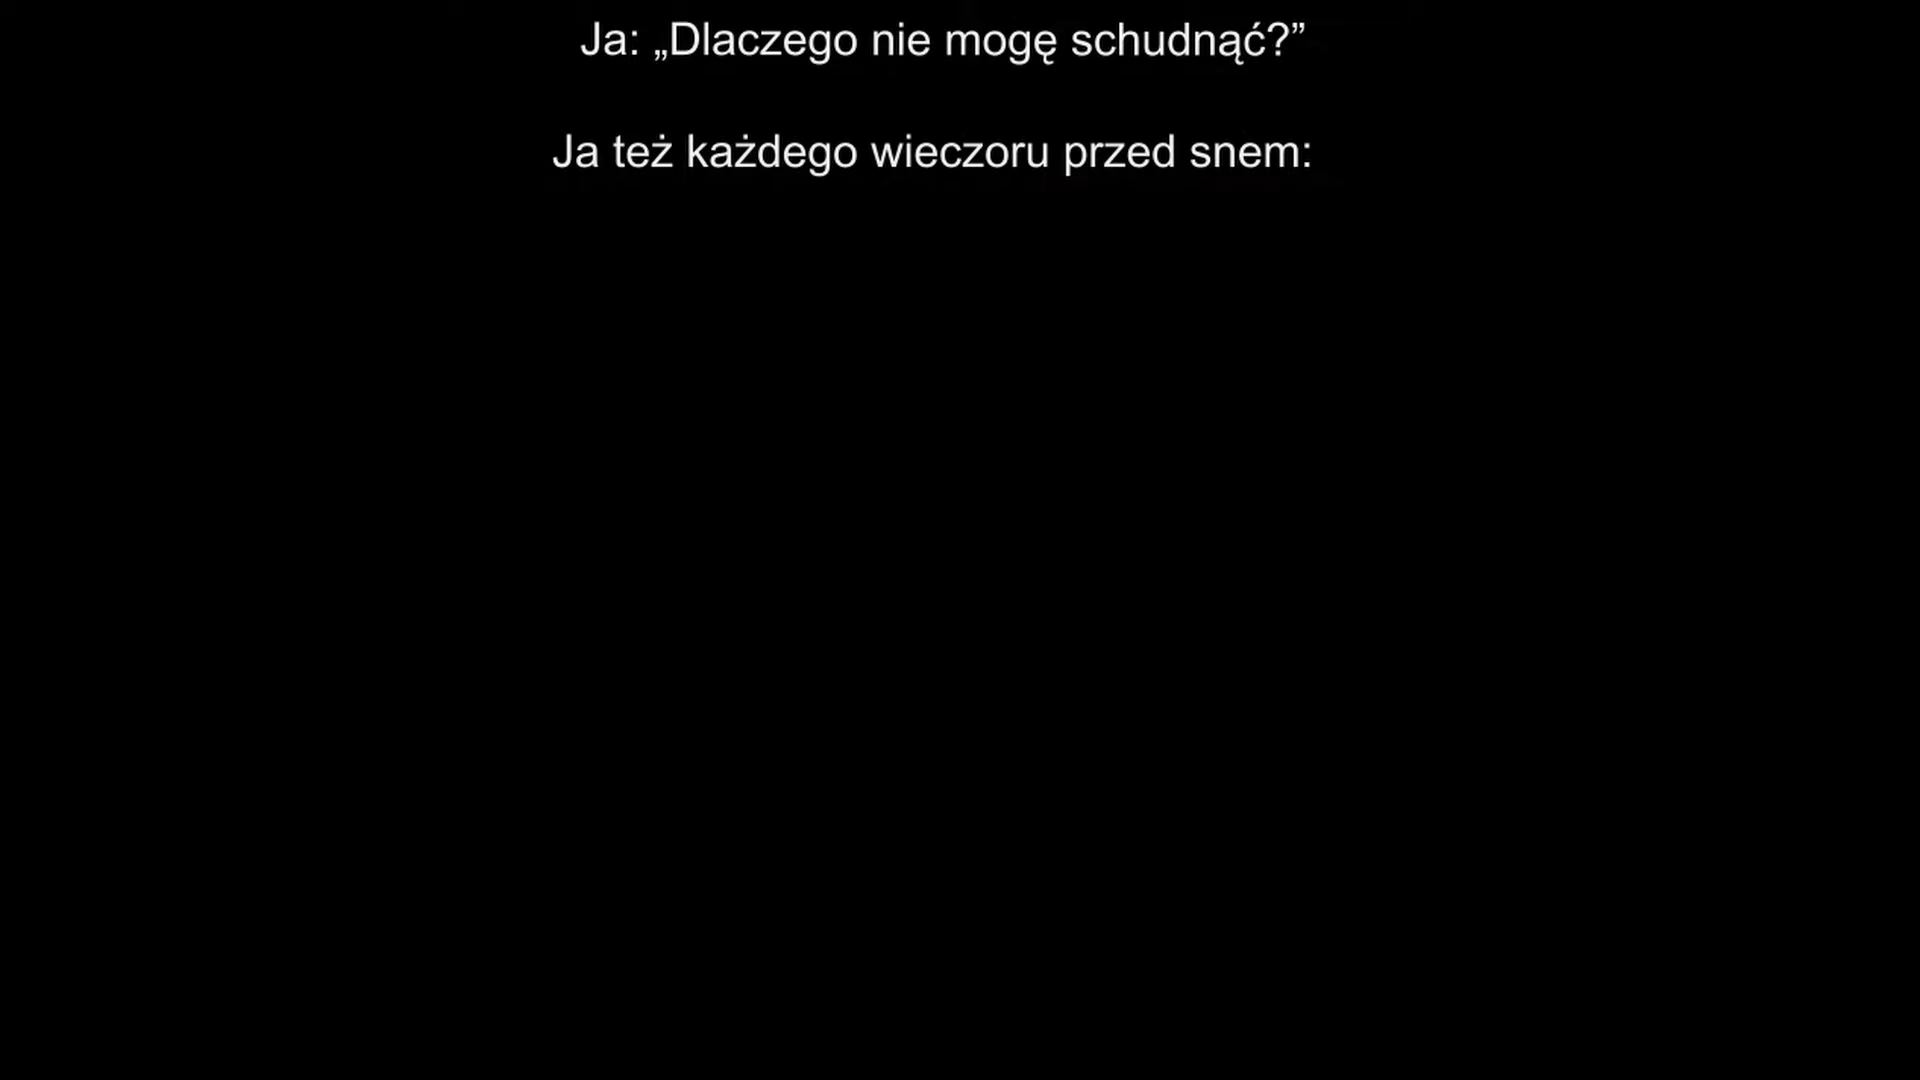 Ja: „Dlaczego nie mogę schudnąć?”
Ja też każdego wieczoru przed snem: